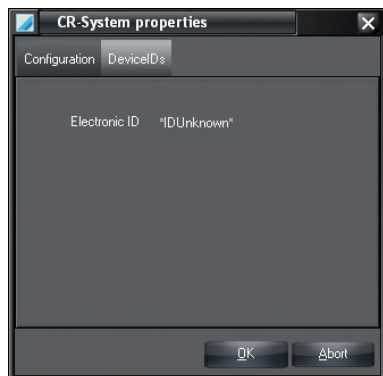 CR-System properties
Configuration DeviceIDs
Electronic ID "IDUnknown"
OK Abort